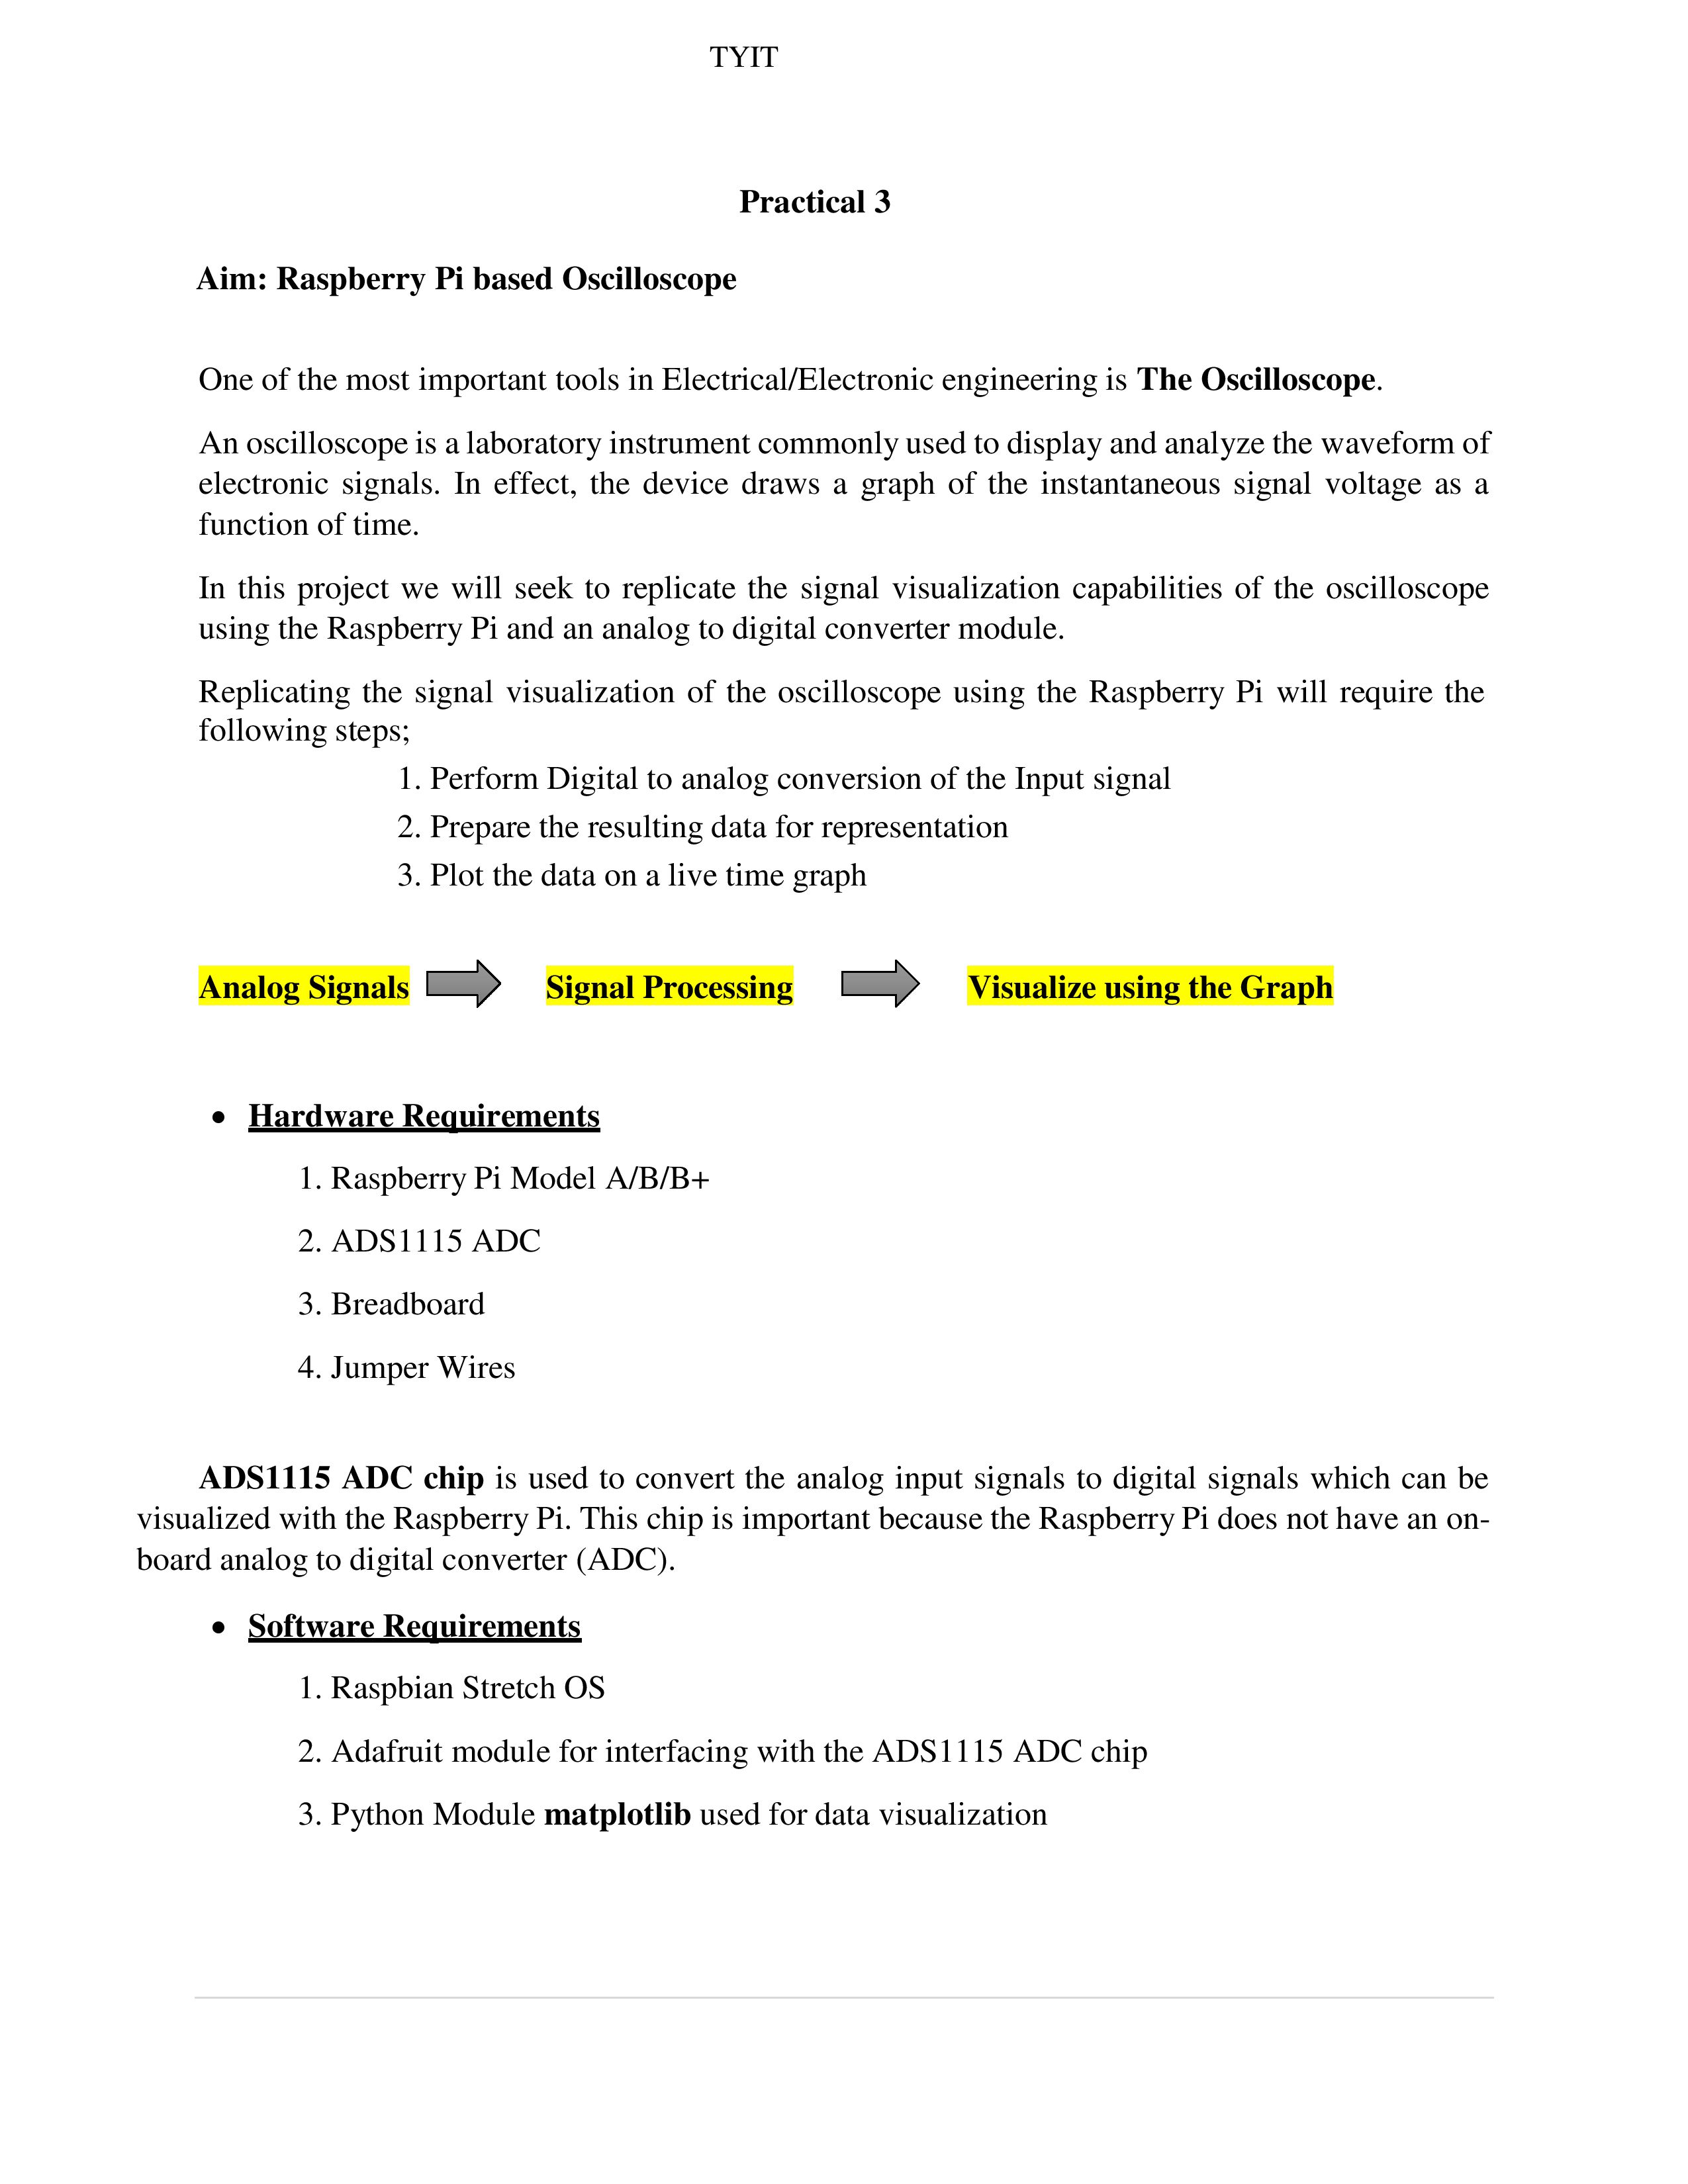 TYIT
Practical 3
Aim: Raspberry Pi based Oscilloscope
One of the most important tools in Electrical/Electronic engineering is The Oscilloscope.
An oscilloscope is a laboratory instrument commonly used to display and analyze the waveform of
electronic signals. In effect, the device draws a graph of the instantaneous signal voltage as a
function of time.
In this project we will seek to replicate the signal visualization capabilities of the oscilloscope
using the Raspberry Pi and an analog to digital converter module.
Replicating the signal visualization of the oscilloscope using the Raspberry Pi will require the
following steps;
1. Perform Digital to analog conversion of the Input signal
2. Prepare the resulting data for representation
3. Plot the data on a live time graph
Analog Signals Signal Processing Visualize using the Graph
• Hardware Requirements
1. Raspberry Pi Model A/B/B+
2. ADS1115 ADC
3. Breadboard
4. Jumper Wires
ADS1115 ADC chip is used to convert the analog input signals to digital signals which can be
visualized with the Raspberry Pi. This chip is important because the Raspberry Pi does not have an on-
board analog to digital converter (ADC).
• Software Requirements
1. Raspbian Stretch OS
2. Adafruit module for interfacing with the ADS1115 ADC chip
3. Python Module matplotlib used for data visualization